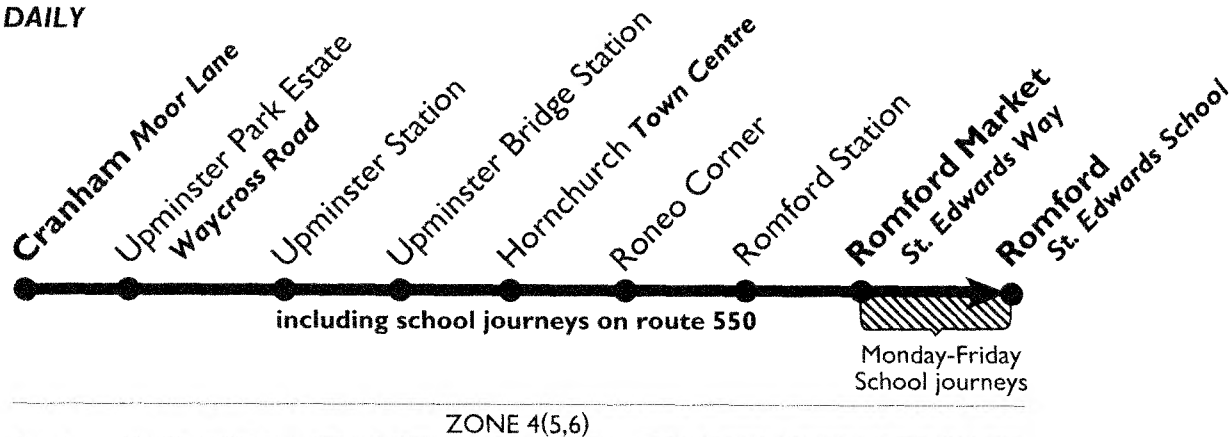 DAILY
Cranham Moor Lane
Upminster Park Estate
Waycross Road
Upminster Station
Upminster Bridge Station
Hornchurch Town Centre
Roneo Corner
Romford Station
Romford Market
St. Edwards Way
Romford
St. Edwards School
including school journeys on route 550
Monday-Friday
School journeys
ZONE 4(5,6)